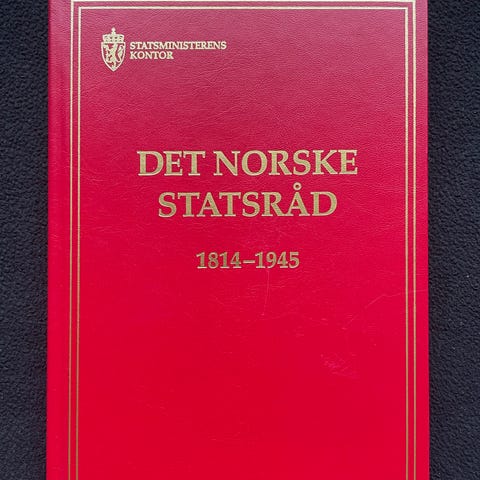 STATSMINISTERENS
KONTOR
DET NORSKE
STATSRÅD
1814–1945